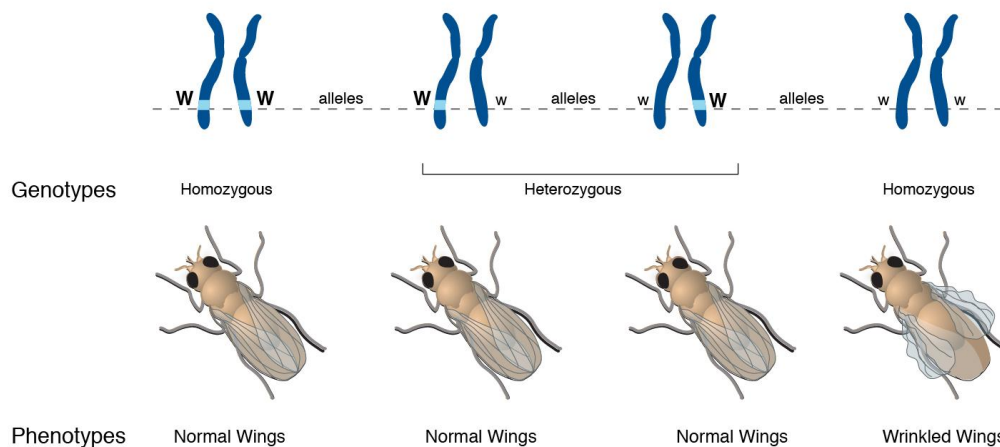 W W alleles W w alleles w W alleles w w
Genotypes Homozygous Heterozygous Homozygous
Phenotypes Normal Wings Normal Wings Normal Wings Wrinkled Wings